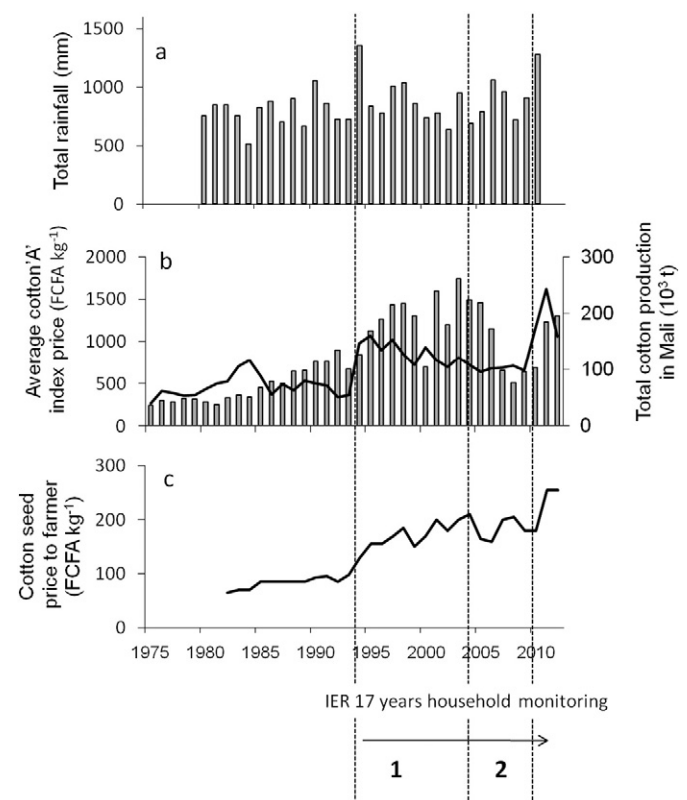 a
Total rainfall (mm)
1500
1000
500
0
b
Average cotton'A'
index price (FCFA kg-1)
2000
1500
1000
500
0
300
200
100
0
Total cotton production
in Mali (10³ t)
c
Cotton seed
price to farmer
(FCFA kg-1)
300
200
100
0
1975 1980 1985 1990 1995 2000 2005 2010
IER 17 years household monitoring
1 2